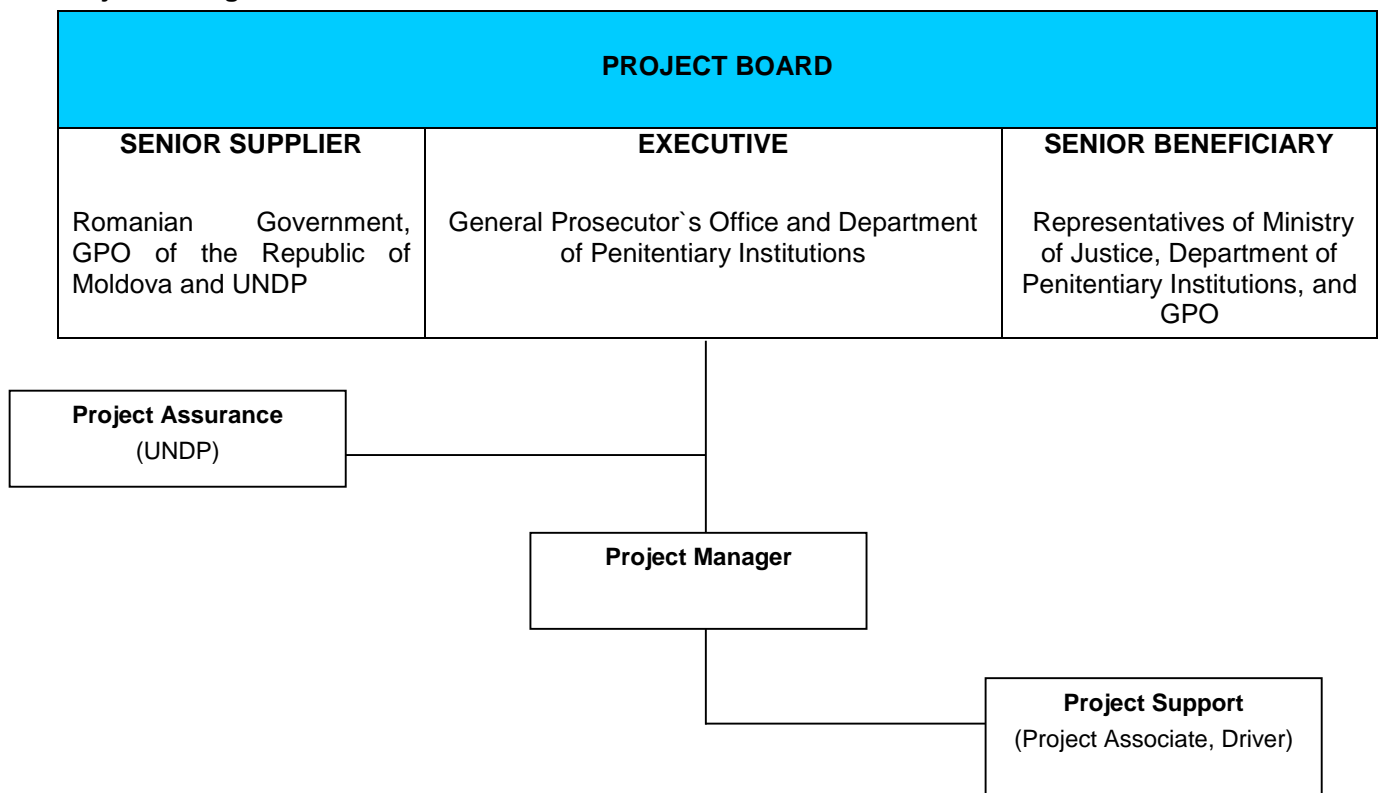 PROJECT BOARD
SENIOR SUPPLIER
Romanian Government,
GPO of the Republic of
Moldova and UNDP
EXECUTIVE
General Prosecutor`s Office and Department
of Penitentiary Institutions
SENIOR BENEFICIARY
Representatives of Ministry
of Justice, Department of
Penitentiary Institutions, and
GPO
Project Assurance
(UNDP)
Project Manager
Project Support
(Project Associate, Driver)